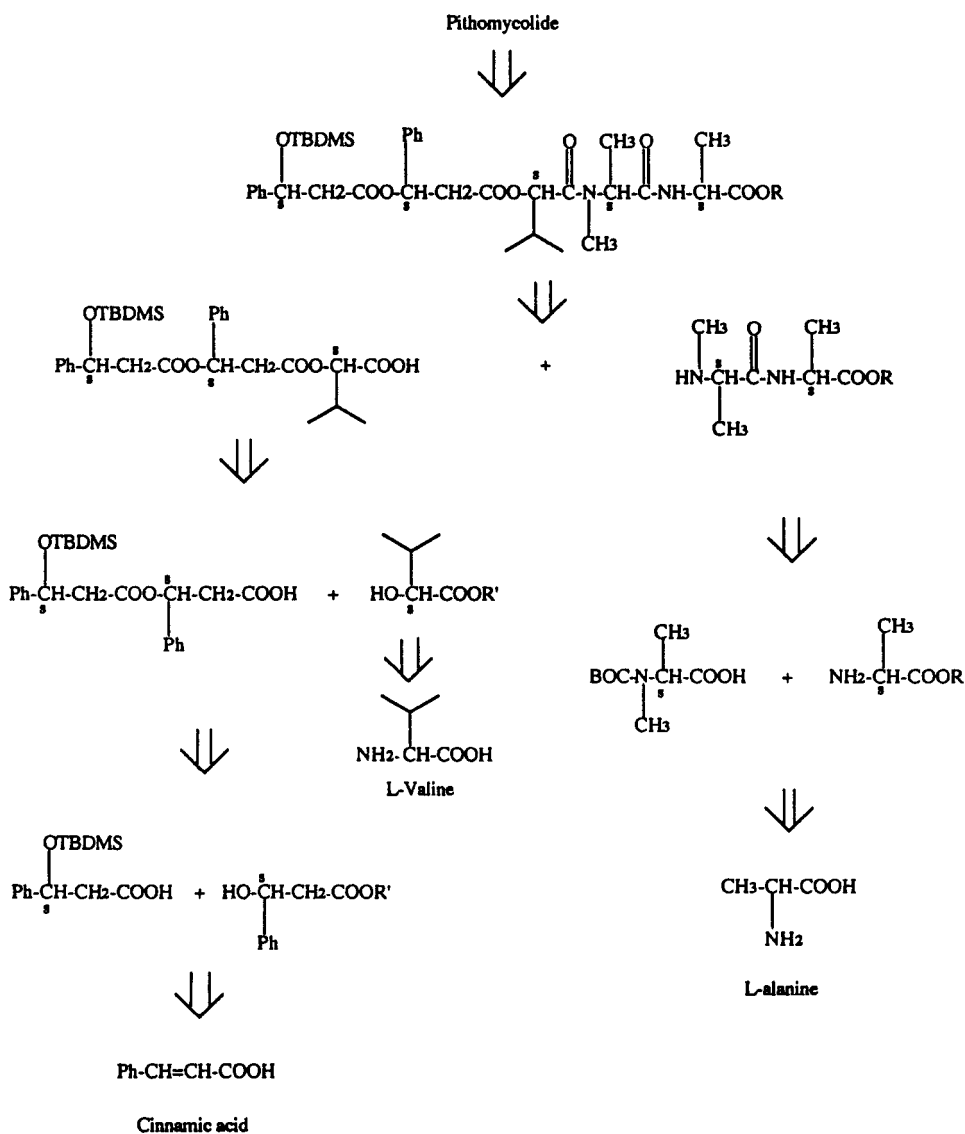 Pithomycolide
OTBDMS Ph O CH3 O CH3
Ph-CH-CH2-COO-CH-CH2-COO-CH-C-N-CH-C-NH-CH-COOR
s s s s s
CH3
OTBDMS Ph
Ph-CH-CH2-COO-CH-CH2-COO-CH-COOH
s s s
+
CH3 O CH3
HN-CH-C-NH-CH-COOR
s s
CH3
OTBDMS
Ph-CH-CH2-COO-CH-CH2-COOH + HO-CH-COOR'
s s s
Ph
NH2-CH-COOH
L-Valine
CH3 CH3
BOC-N-CH-COOH + NH2-CH-COOR
s s
CH3
OTBDMS
Ph-CH-CH2-COOH + HO-CH-CH2-COOR'
s s
Ph
CH3-CH-COOH
NH2
L-alanine
Ph-CH=CH-COOH
Cinnamic acid